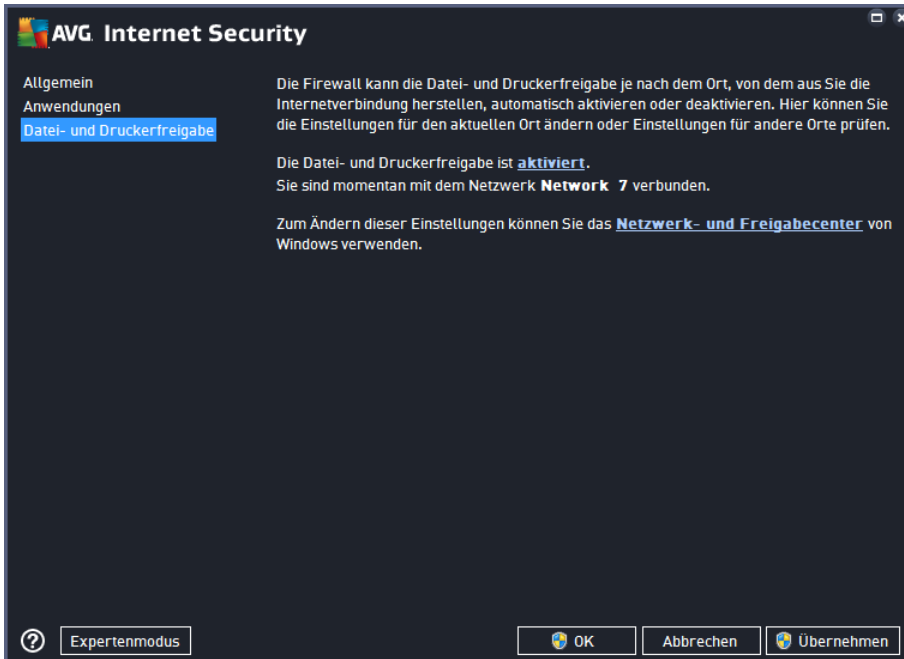 AVG. Internet Security
Allgemein
Anwendungen
Datei- und Druckerfreigabe
Die Firewall kann die Datei- und Druckerfreigabe je nach dem Ort, von dem aus Sie die
Internetverbindung herstellen, automatisch aktivieren oder deaktivieren. Hier können Sie
die Einstellungen für den aktuellen Ort ändern oder Einstellungen für andere Orte prüfen.
Die Datei- und Druckerfreigabe ist aktiviert.
Sie sind momentan mit dem Netzwerk Network 7 verbunden.
Zum Ändern dieser Einstellungen können Sie das Netzwerk- und Freigabecenter von
Windows verwenden.
? Expertenmodus OK Abbrechen Übernehmen